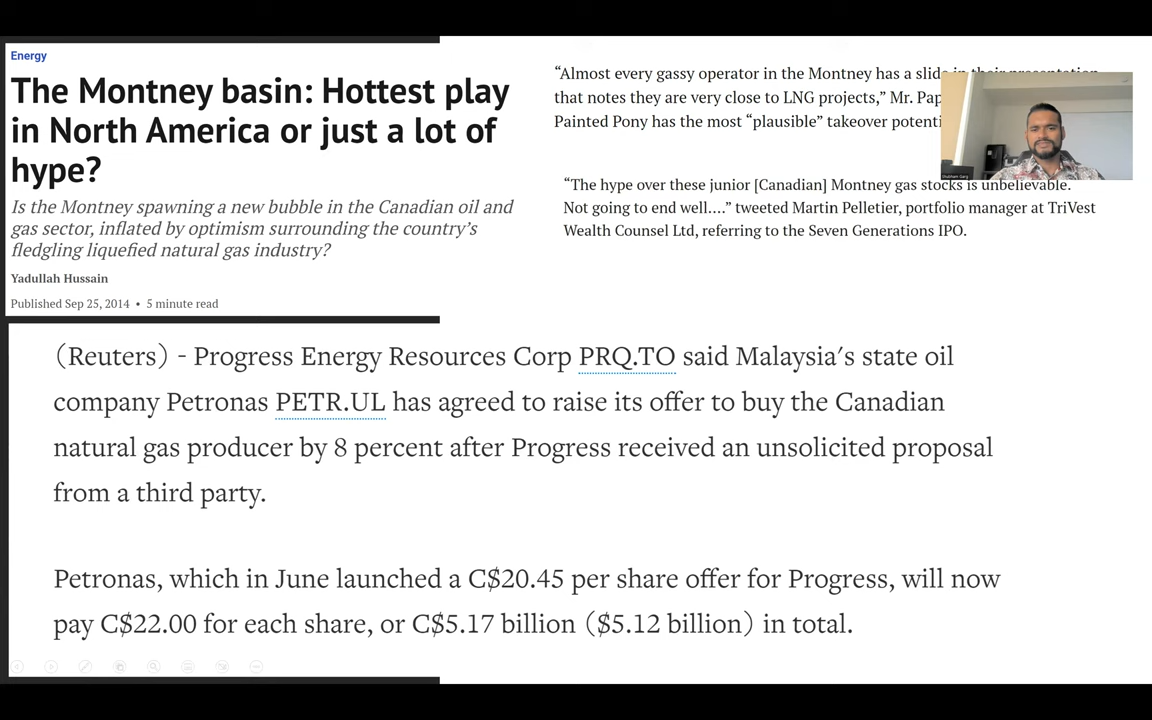 Energy
The Montney basin: Hottest play
in North America or just a lot of
hype?
Is the Montney spawning a new bubble in the Canadian oil and
gas sector, inflated by optimism surrounding the country’s
fledgling liquefied natural gas industry?
Yadullah Hussain
Published Sep 25, 2014 • 5 minute read
“Almost every gassy operator in the Montney has a slide in their presentation
that notes they are very close to LNG projects,” Mr. Pap
Painted Pony has the most “plausible” takeover potenti
“The hype over these junior [Canadian] Montney gas stocks is unbelievable.
Not going to end well….” tweeted Martin Pelletier, portfolio manager at TriVest
Wealth Counsel Ltd, referring to the Seven Generations IPO.
Shubham Garg
(Reuters) - Progress Energy Resources Corp PRQ.TO said Malaysia’s state oil
company Petronas PETR.UL has agreed to raise its offer to buy the Canadian
natural gas producer by 8 percent after Progress received an unsolicited proposal
from a third party.
Petronas, which in June launched a C$20.45 per share offer for Progress, will now
pay C$22.00 for each share, or C$5.17 billion ($5.12 billion) in total.